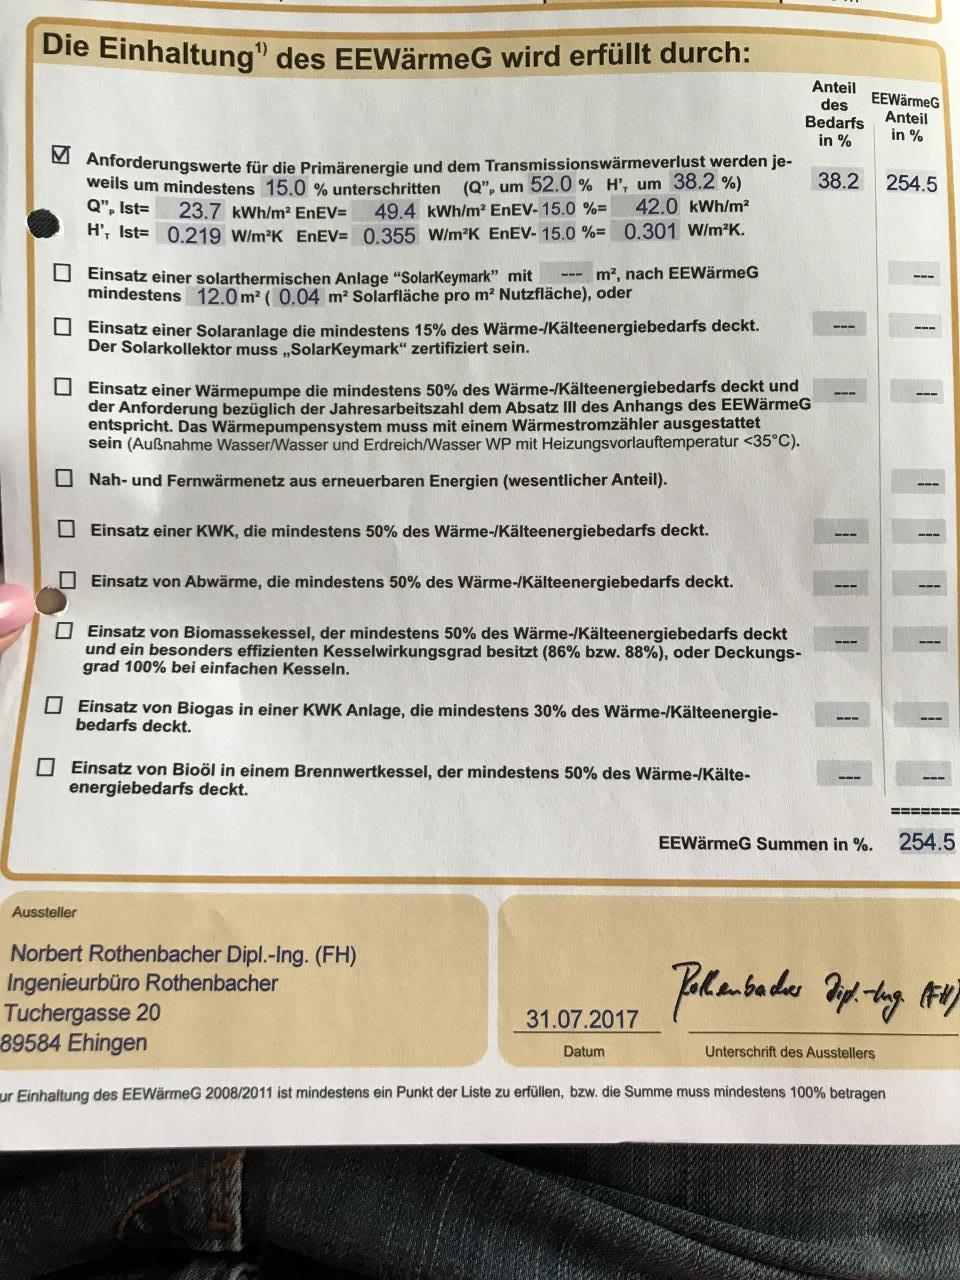 Die Einhaltung¹⁾ des EEWärmeG wird erfüllt durch:
Anteil des Bedarfs in %
EEWärmeG Anteil in %
Anforderungswerte für die Primärenergie und dem Transmissionswärmeverlust werden je-
weils um mindestens 15.0 % unterschritten (Q"ₚ um 52.0 % H'ₜ um 38.2 %) 38.2 254.5
Q"ₚ Ist= 23.7 kWh/m² EnEV= 49.4 kWh/m² EnEV- 15.0 %= 42.0 kWh/m²
H'ₜ Ist= 0.219 W/m²K EnEV= 0.355 W/m²K EnEV- 15.0 %= 0.301 W/m²K.
Einsatz einer solarthermischen Anlage “SolarKeymark” mit --- m², nach EEWärmeG ---
mindestens 12.0 m² ( 0.04 m² Solarfläche pro m² Nutzfläche), oder
Einsatz einer Solaranlage die mindestens 15% des Wärme-/Kälteenergiebedarfs deckt. --- ---
Der Solarkollektor muss „SolarKeymark“ zertifiziert sein.
Einsatz einer Wärmepumpe die mindestens 50% des Wärme-/Kälteenergiebedarfs deckt und --- ---
der Anforderung bezüglich der Jahresarbeitszahl dem Absatz III des Anhangs des EEWärmeG
entspricht. Das Wärmepumpensystem muss mit einem Wärmestromzähler ausgestattet
sein (Außnahme Wasser/Wasser und Erdreich/Wasser WP mit Heizungsvorlauftemperatur <35°C).
Nah- und Fernwärmenetz aus erneuerbaren Energien (wesentlicher Anteil). ---
Einsatz einer KWK, die mindestens 50% des Wärme-/Kälteenergiebedarfs deckt. --- ---
Einsatz von Abwärme, die mindestens 50% des Wärme-/Kälteenergiebedarfs deckt. --- ---
Einsatz von Biomassekessel, der mindestens 50% des Wärme-/Kälteenergiebedarfs deckt --- ---
und ein besonders effizienten Kesselwirkungsgrad besitzt (86% bzw. 88%), oder Deckungs-
grad 100% bei einfachen Kesseln.
Einsatz von Biogas in einer KWK Anlage, die mindestens 30% des Wärme-/Kälteenergie- --- ---
bedarfs deckt.
Einsatz von Bioöl in einem Brennwertkessel, der mindestens 50% des Wärme-/Kälte- --- ---
energiebedarfs deckt.
=======
EEWärmeG Summen in %. 254.5
Aussteller
Norbert Rothenbacher Dipl.-Ing. (FH)
Ingenieurbüro Rothenbacher
Tuchergasse 20
89584 Ehingen
Rothenbacher Dipl.-Ing. (FH)
31.07.2017
Datum
Unterschrift des Ausstellers
ur Einhaltung des EEWärmeG 2008/2011 ist mindestens ein Punkt der Liste zu erfüllen, bzw. die Summe muss mindestens 100% betragen